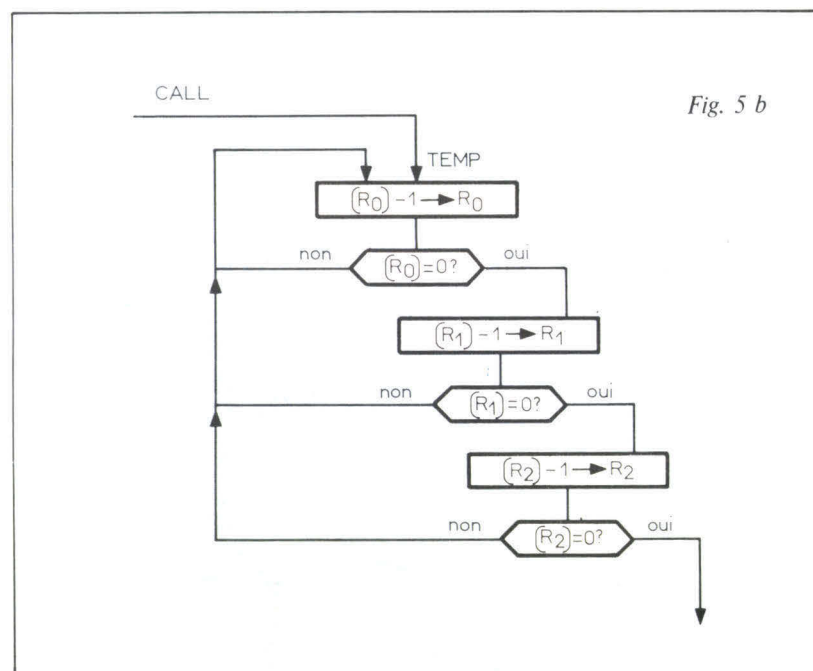 CALL
Fig. 5 b
TEMP
(R0) - 1 → R0
non
(R0) = 0?
oui
(R1) - 1 → R1
non
(R1) = 0?
oui
(R2) - 1 → R2
non
(R2) = 0?
oui